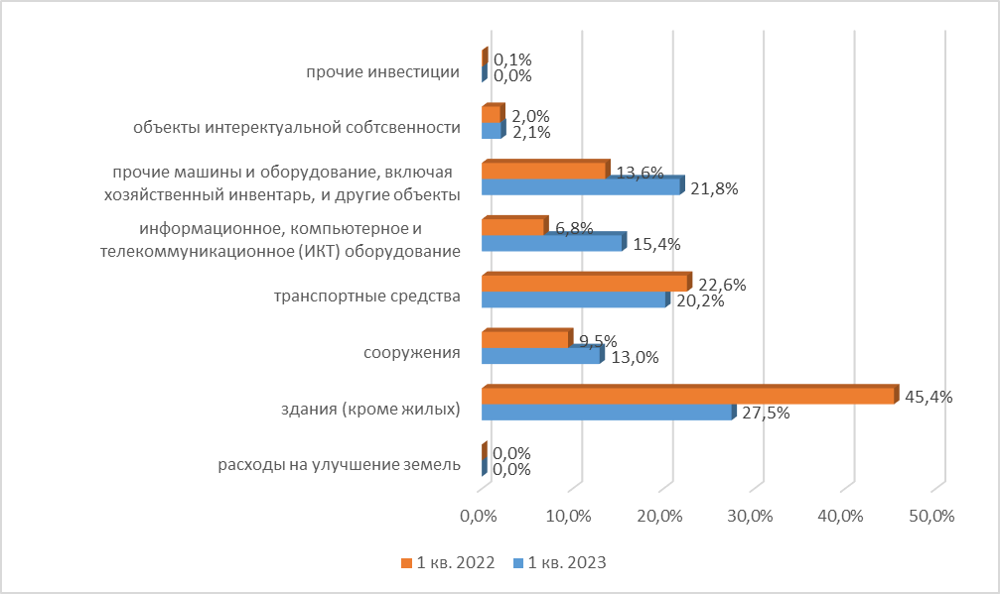 прочие инвестиции
0,1%
0,0%
объекты интеректуальной собтсвенности
2,0%
2,1%
прочие машины и оборудование, включая
хозяйственный инвентарь, и другие объекты
13,6%
21,8%
информационное, компьютерное и
телекоммуникационное (ИКТ) оборудование
6,8%
15,4%
транспортные средства
22,6%
20,2%
сооружения
9,5%
13,0%
здания (кроме жилых)
45,4%
27,5%
расходы на улучшение земель
0,0%
0,0%
0,0% 10,0% 20,0% 30,0% 40,0% 50,0%
1 кв. 2022 1 кв. 2023